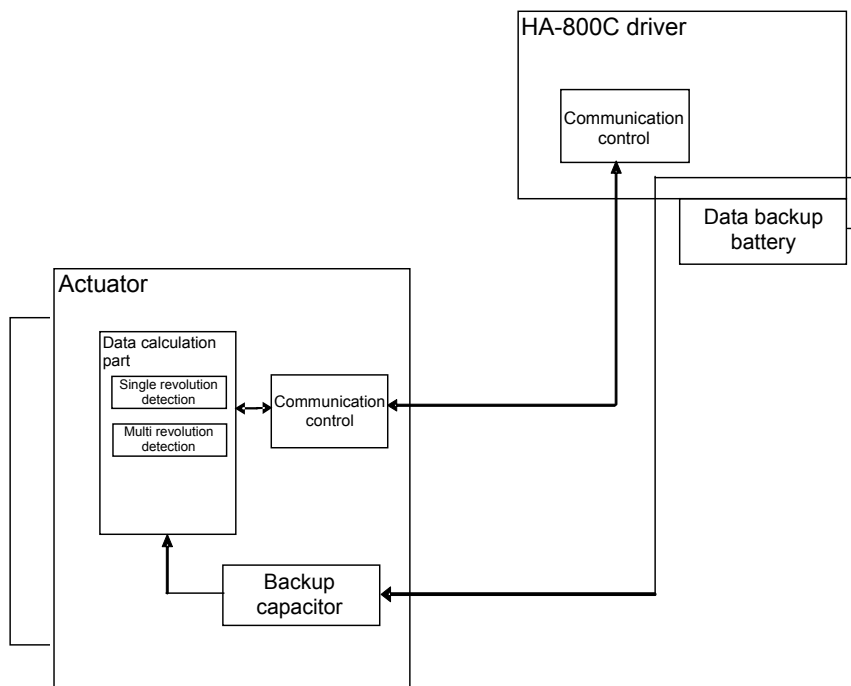 HA-800C driver
Communication
control
Data backup
battery
Actuator
Data calculation
part
Single revolution
detection
Multi revolution
detection
Communication
control
Backup
capacitor